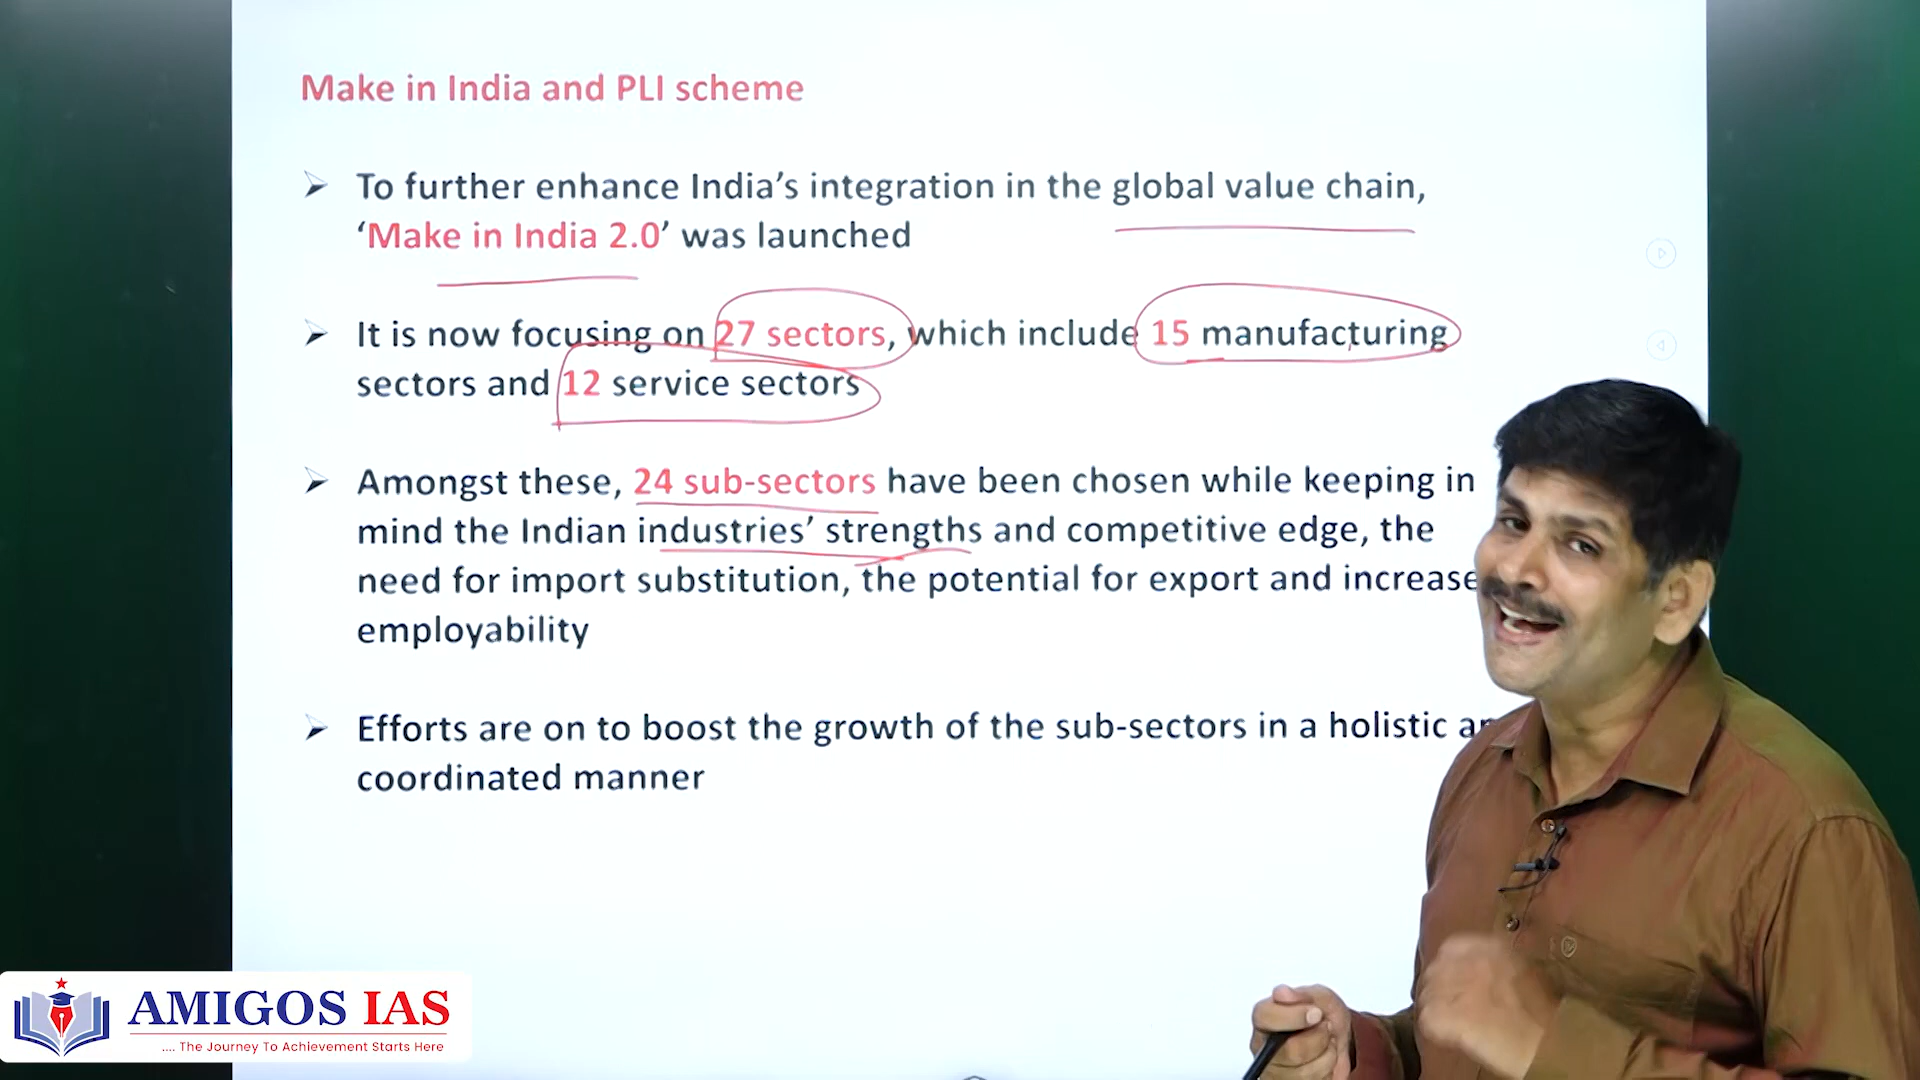 Make in India and PLI scheme
To further enhance India's integration in the global value chain,
‘Make in India 2.0’ was launched
It is now focusing on 27 sectors, which include 15 manufacturing
sectors and 12 service sectors
Amongst these, 24 sub-sectors have been chosen while keeping in
mind the Indian industries’ strengths and competitive edge, the
need for import substitution, the potential for export and increase
employability
Efforts are on to boost the growth of the sub-sectors in a holistic
coordinated manner
AMIGOS IAS
.... The Journey To Achievement Starts Here